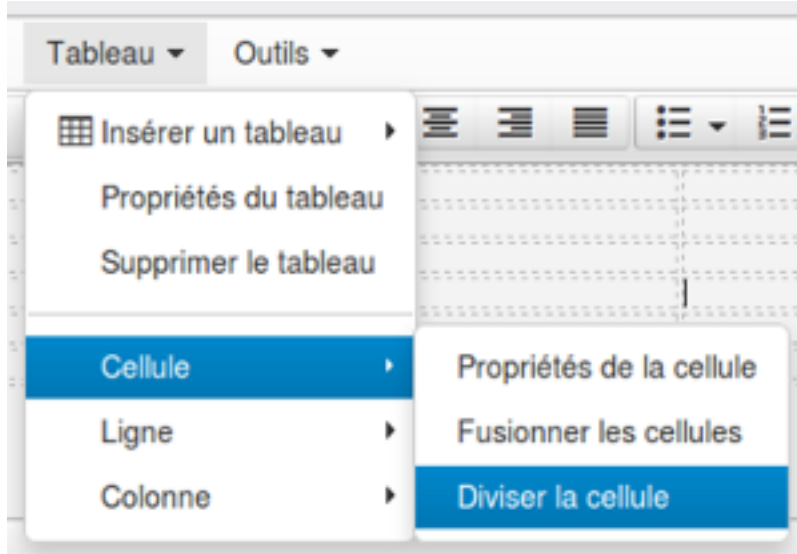 Tableau Outils
Insérer un tableau
Propriétés du tableau
Supprimer le tableau
Cellule
Ligne
Colonne
Propriétés de la cellule
Fusionner les cellules
Diviser la cellule